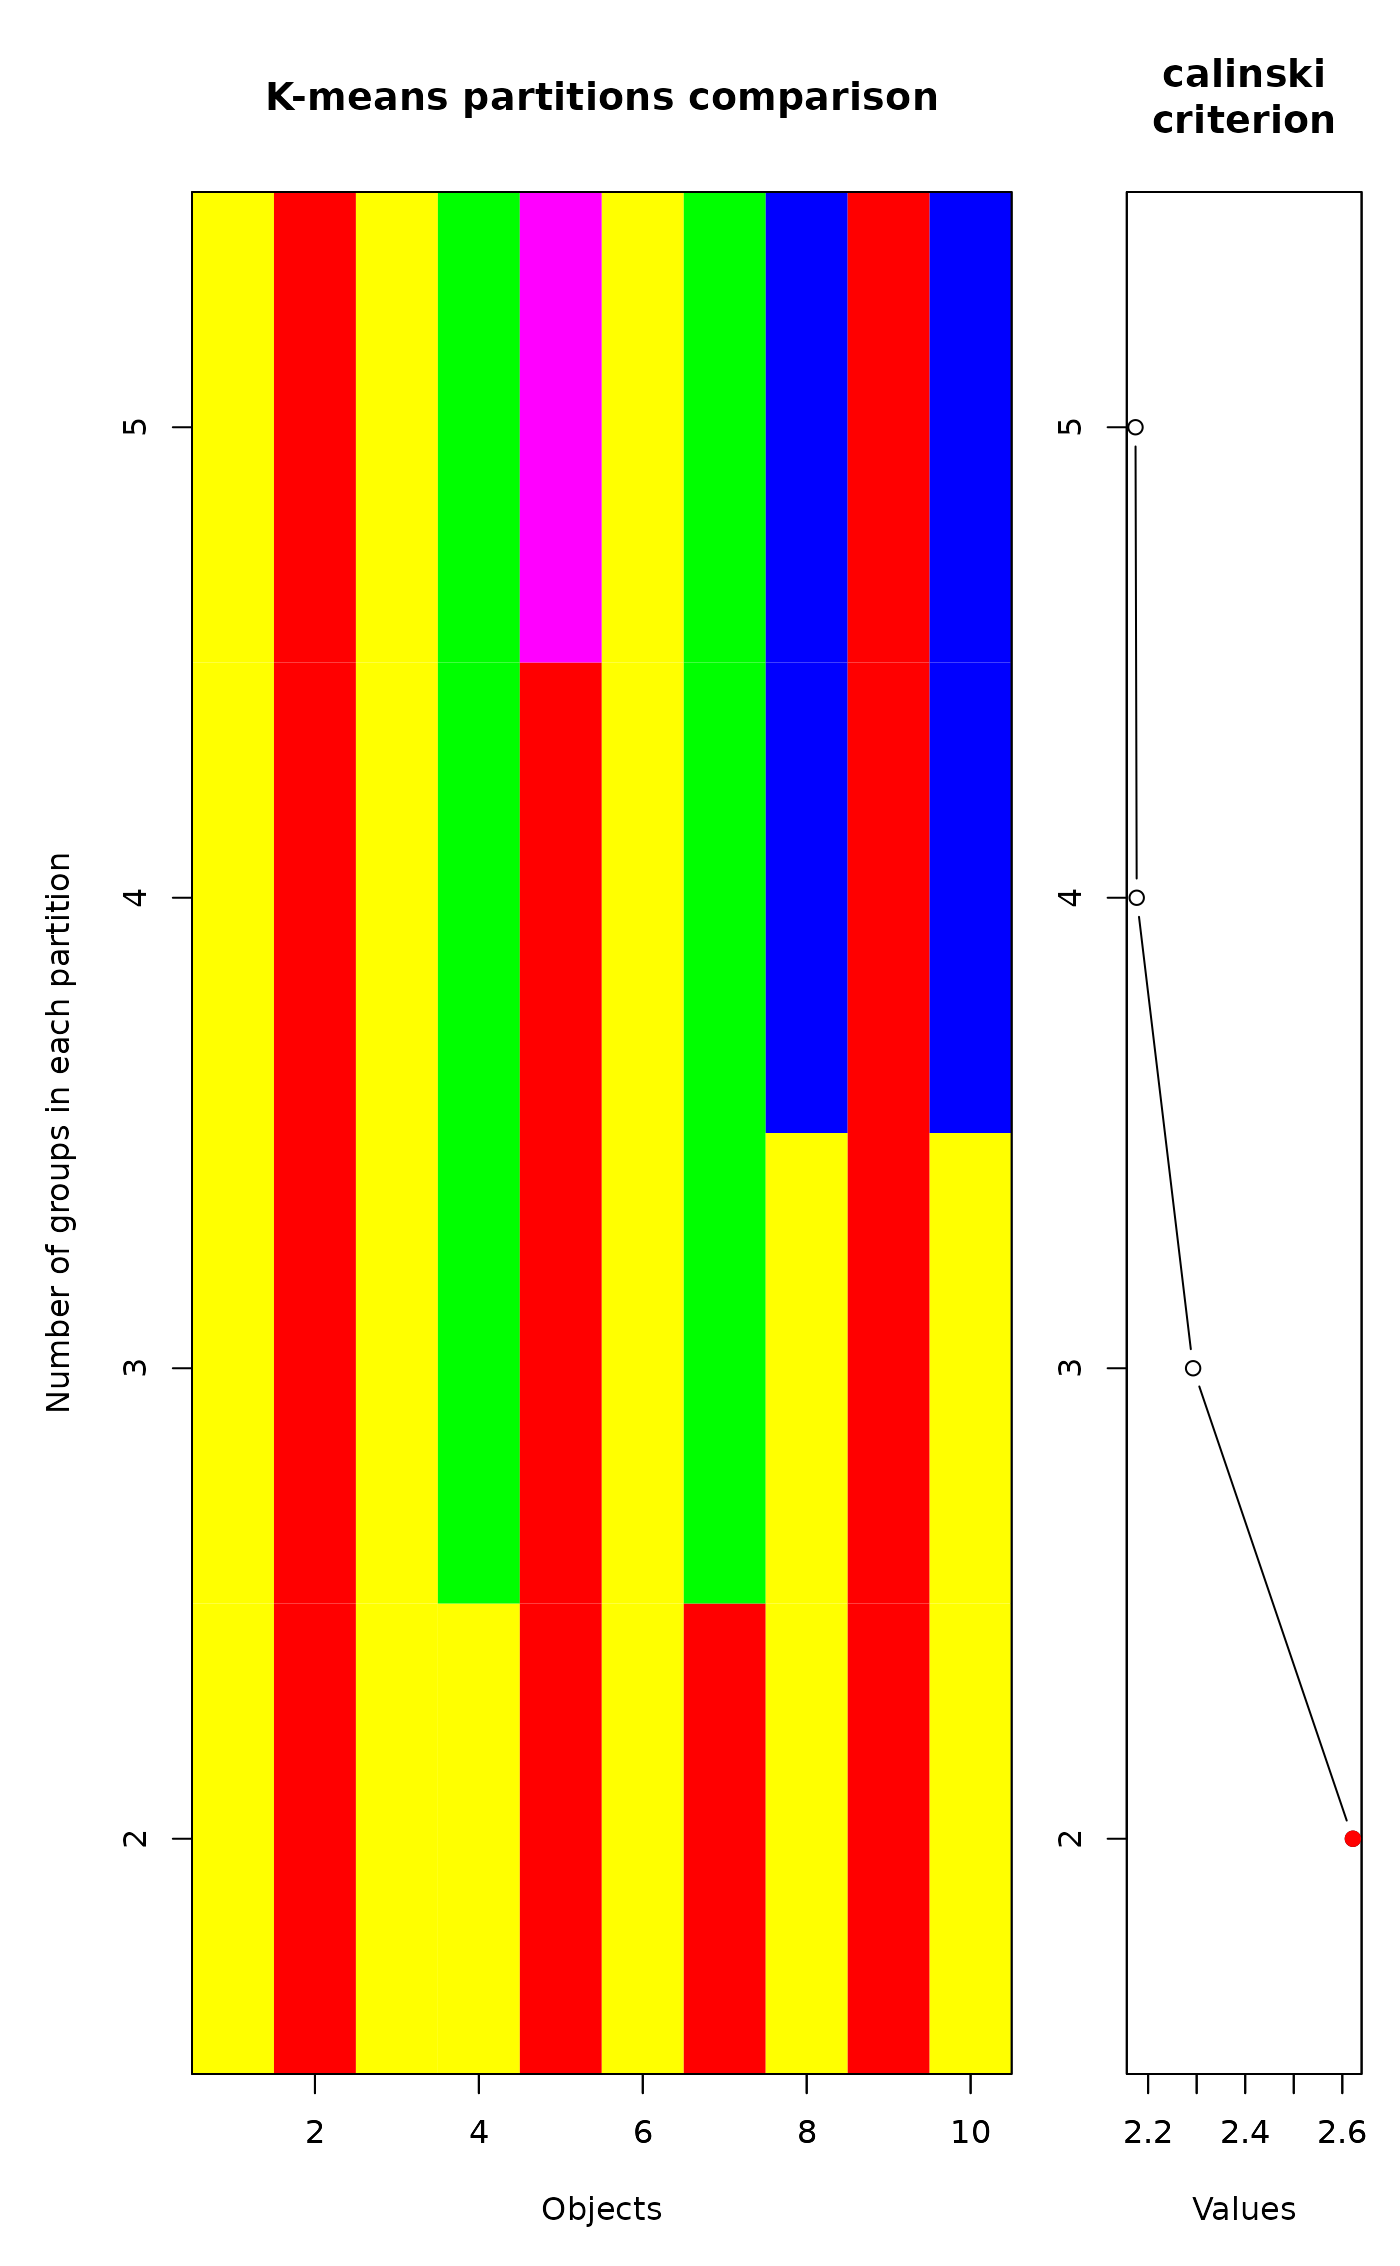 K-means partitions comparison
calinski
criterion
Number of groups in each partition
5
4
3
2
2 4 6 8 10
Objects
5
4
3
2
2.2 2.4 2.6
Values